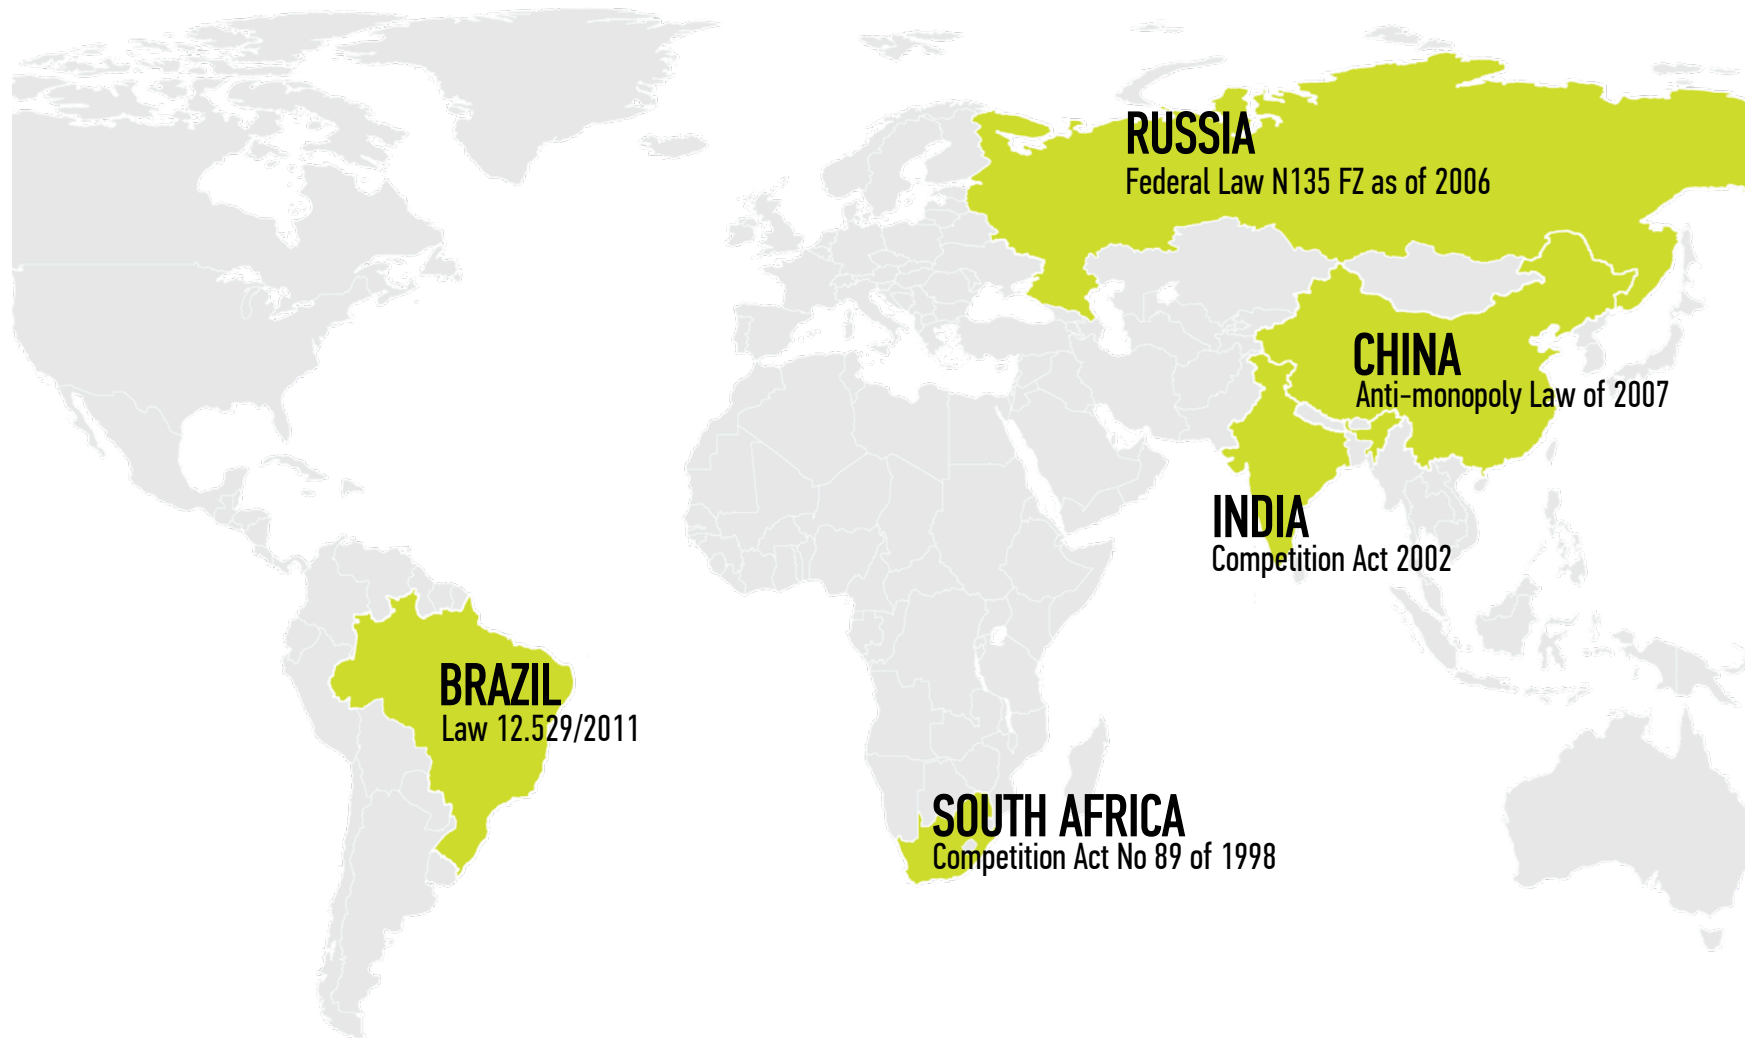 RUSSIA
Federal Law N135 FZ as of 2006
CHINA
Anti-monopoly Law of 2007
INDIA
Competition Act 2002
BRAZIL
Law 12.529/2011
SOUTH AFRICA
Competition Act No 89 of 1998